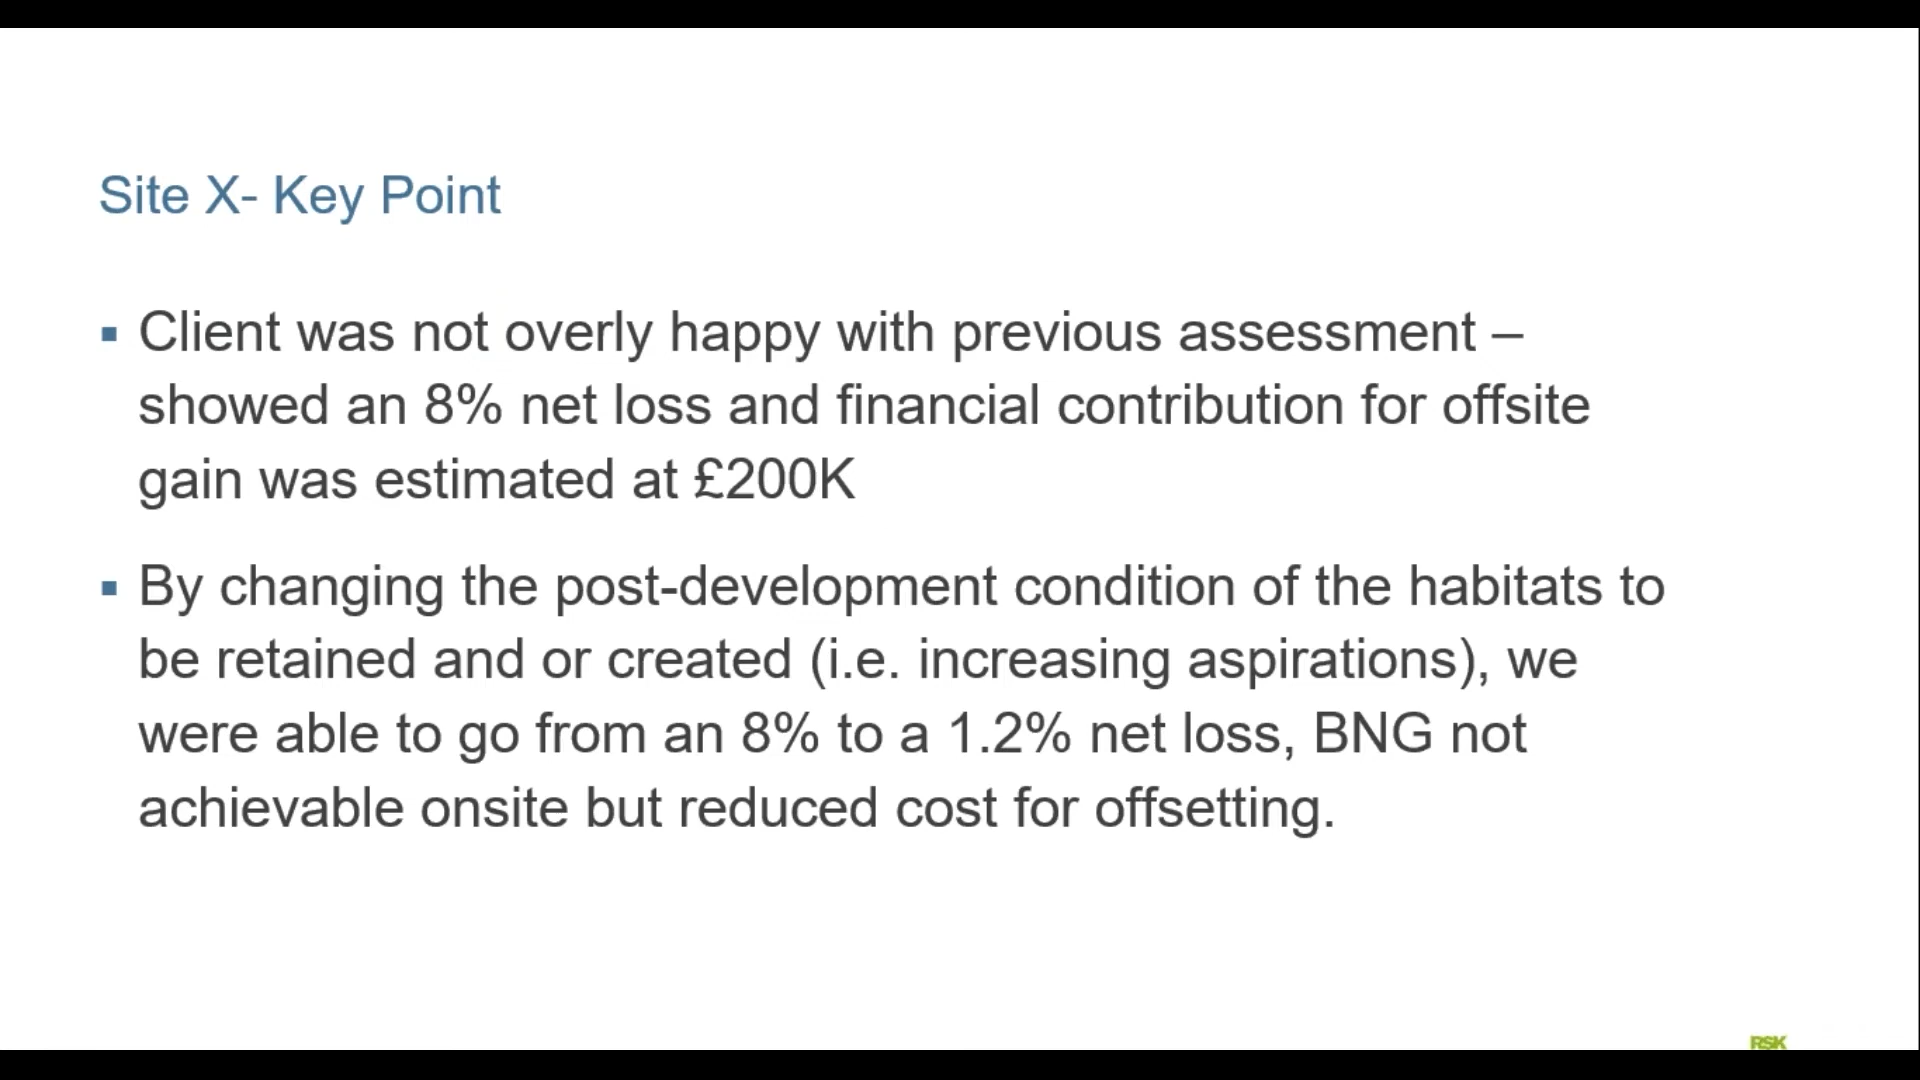 Site X- Key Point
▪ Client was not overly happy with previous assessment –
showed an 8% net loss and financial contribution for offsite
gain was estimated at £200K
▪ By changing the post-development condition of the habitats to
be retained and or created (i.e. increasing aspirations), we
were able to go from an 8% to a 1.2% net loss, BNG not
achievable onsite but reduced cost for offsetting.
RSK